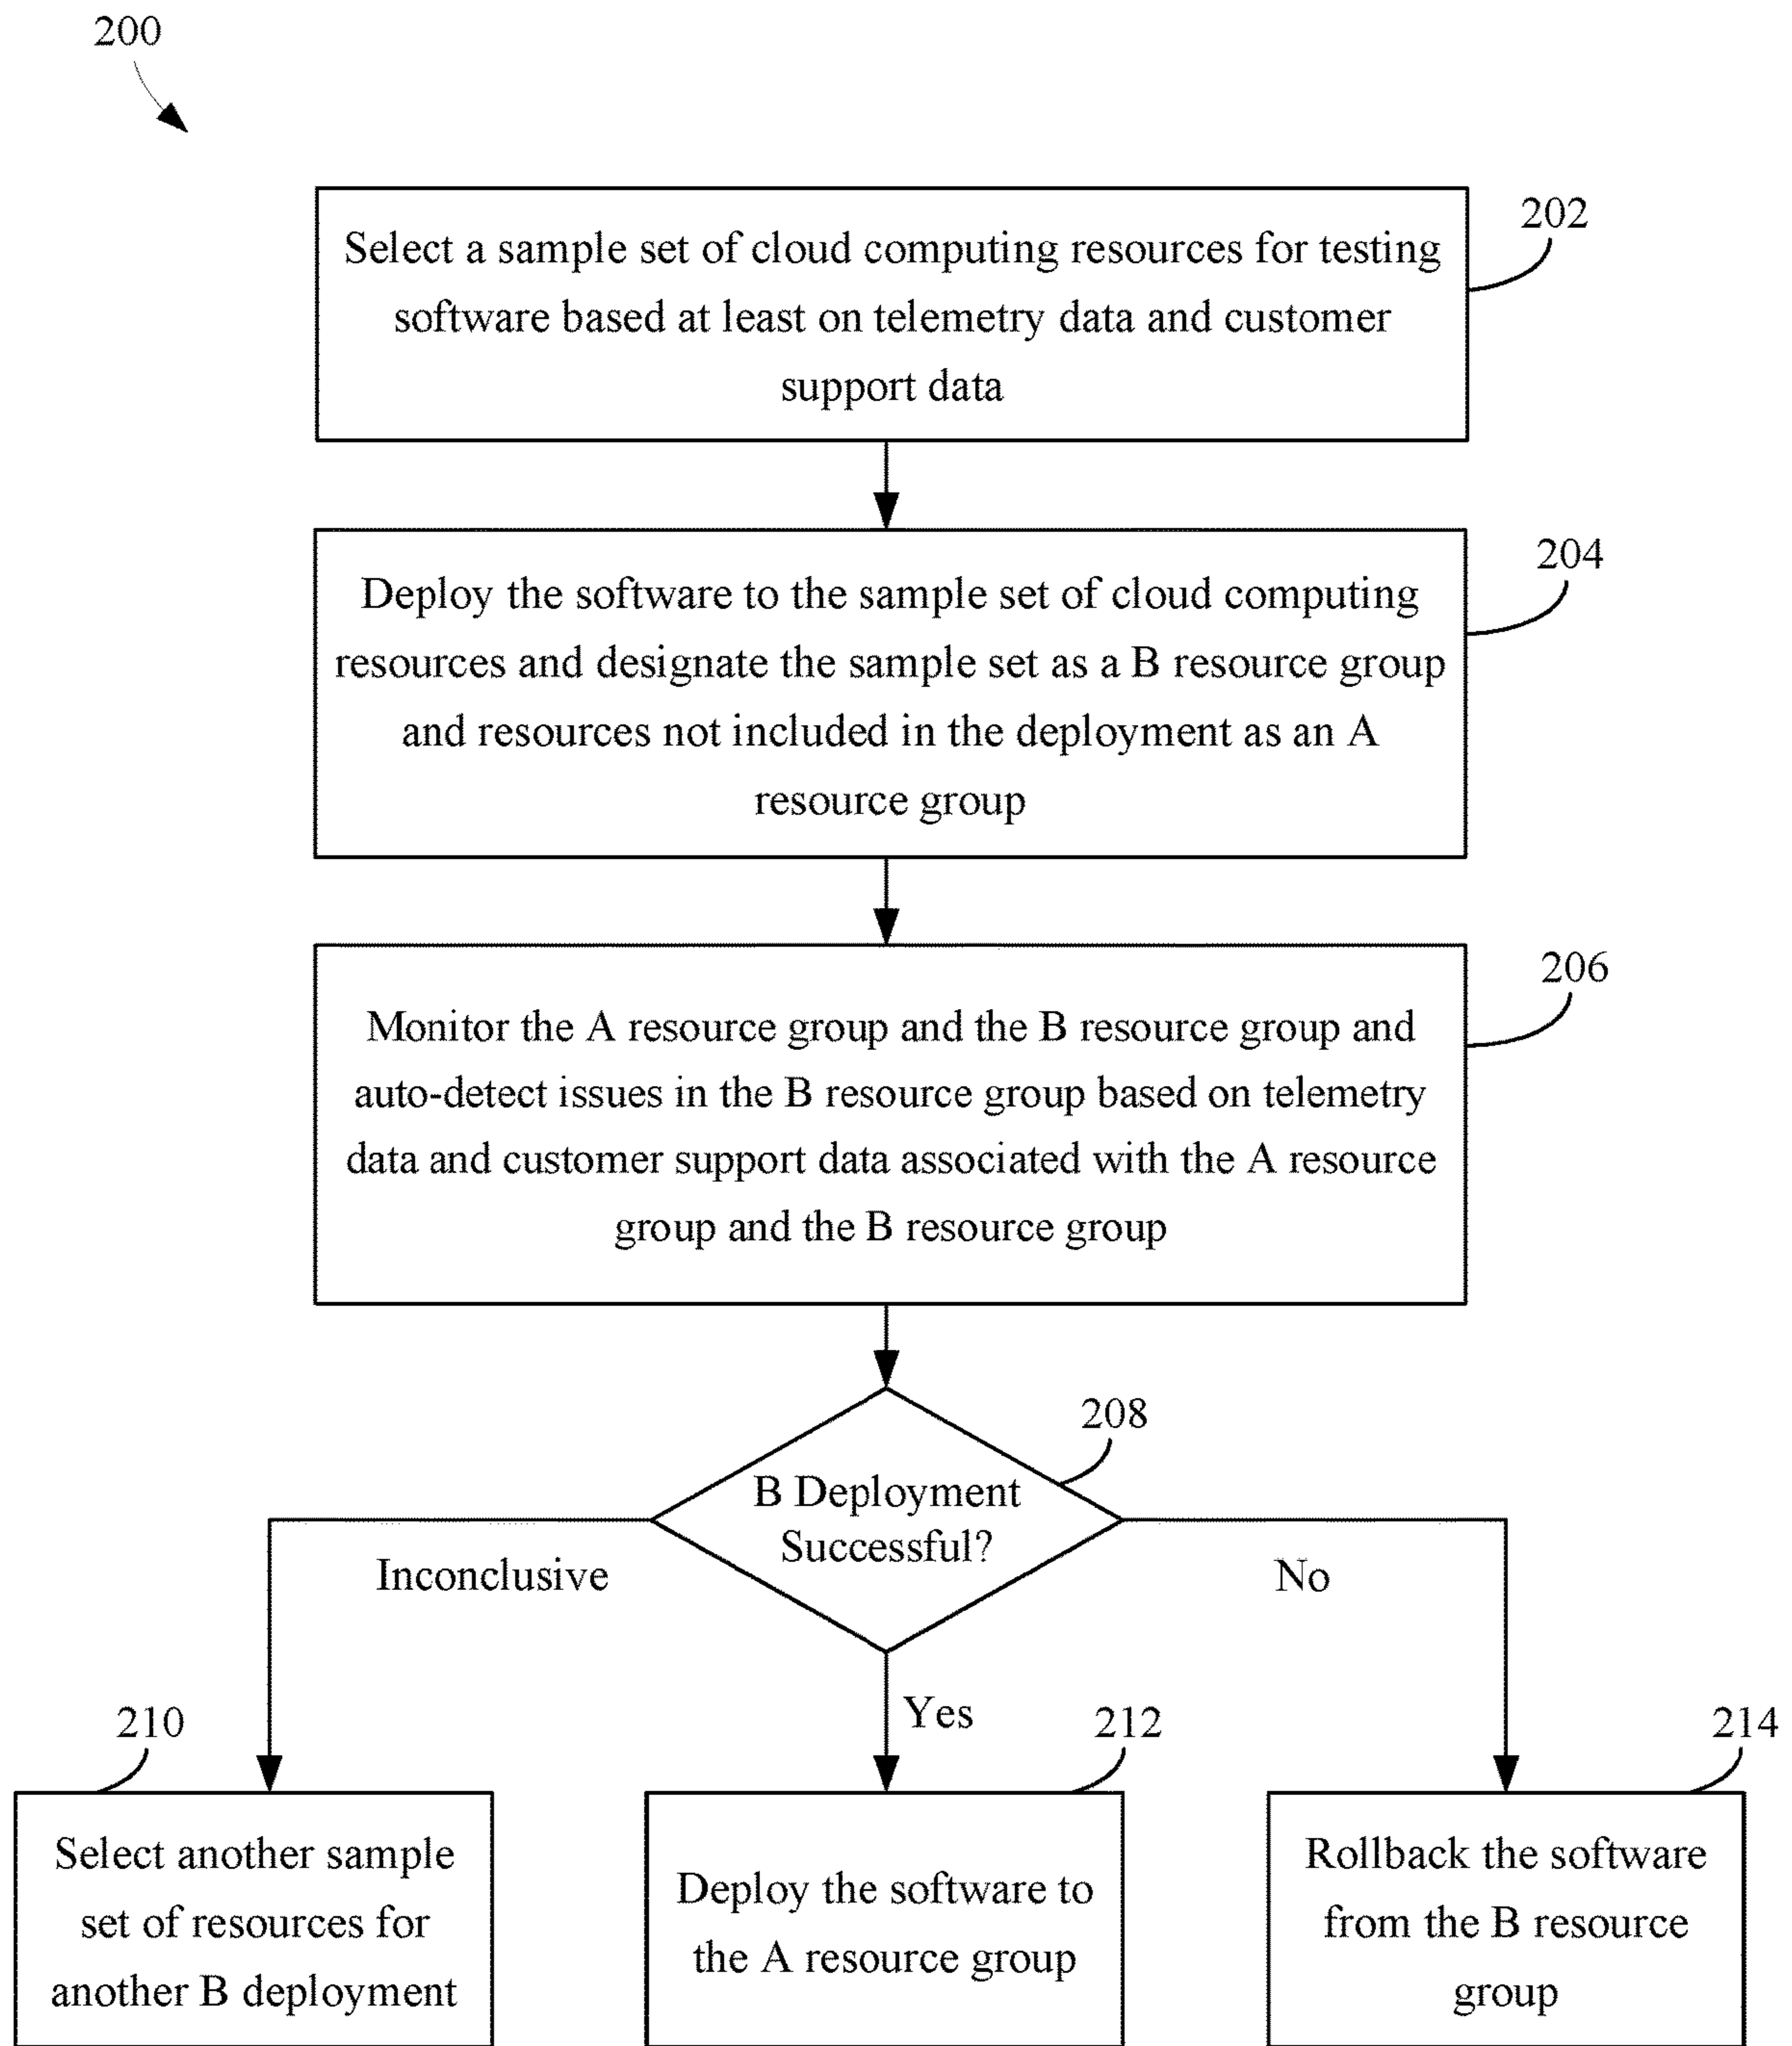 200
202
Select a sample set of cloud computing resources for testing
software based at least on telemetry data and customer
support data
204
Deploy the software to the sample set of cloud computing
resources and designate the sample set as a B resource group
and resources not included in the deployment as an A
resource group
206
Monitor the A resource group and the B resource group and
auto-detect issues in the B resource group based on telemetry
data and customer support data associated with the A resource
group and the B resource group
208
B Deployment
Successful?
Inconclusive
No
Yes
210
Select another sample
set of resources for
another B deployment
212
Deploy the software to
the A resource group
214
Rollback the software
from the B resource
group